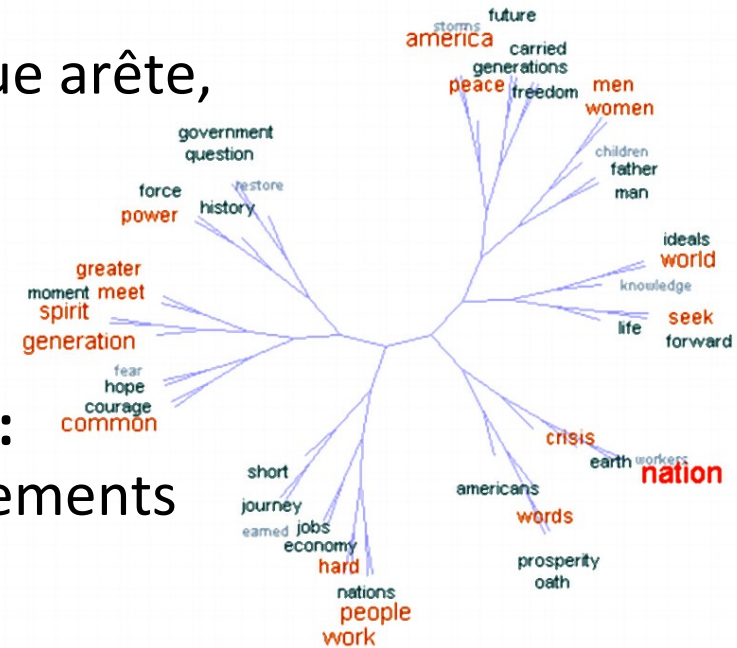 ue arête,
:
ements
future
storms
america
carried
generations
peace
freedom
men
women
children
father
man
ideals
world
knowledge
life
seek
forward
government
question
restore
force
power
history
greater
moment meet
spirit
generation
fear
hope
courage
common
short
journey
earned jobs
economy
hard
nations
people
work
crisis
earth workers
nation
americans
words
prosperity
oath